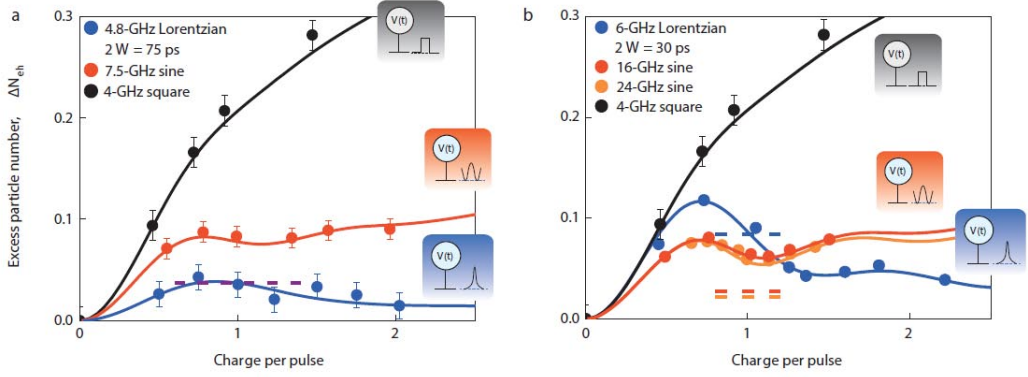 a
0.3
0.2
0.1
0.0
0
1
2
Excess particle number, ΔN_eh
Charge per pulse
4.8-GHz Lorentzian
2 W = 75 ps
7.5-GHz sine
4-GHz square
V(t)
V(t)
V(t)
b
0.3
0.2
0.1
0.0
0
1
2
Charge per pulse
6-GHz Lorentzian
2 W = 30 ps
16-GHz sine
24-GHz sine
4-GHz square
V(t)
V(t)
V(t)